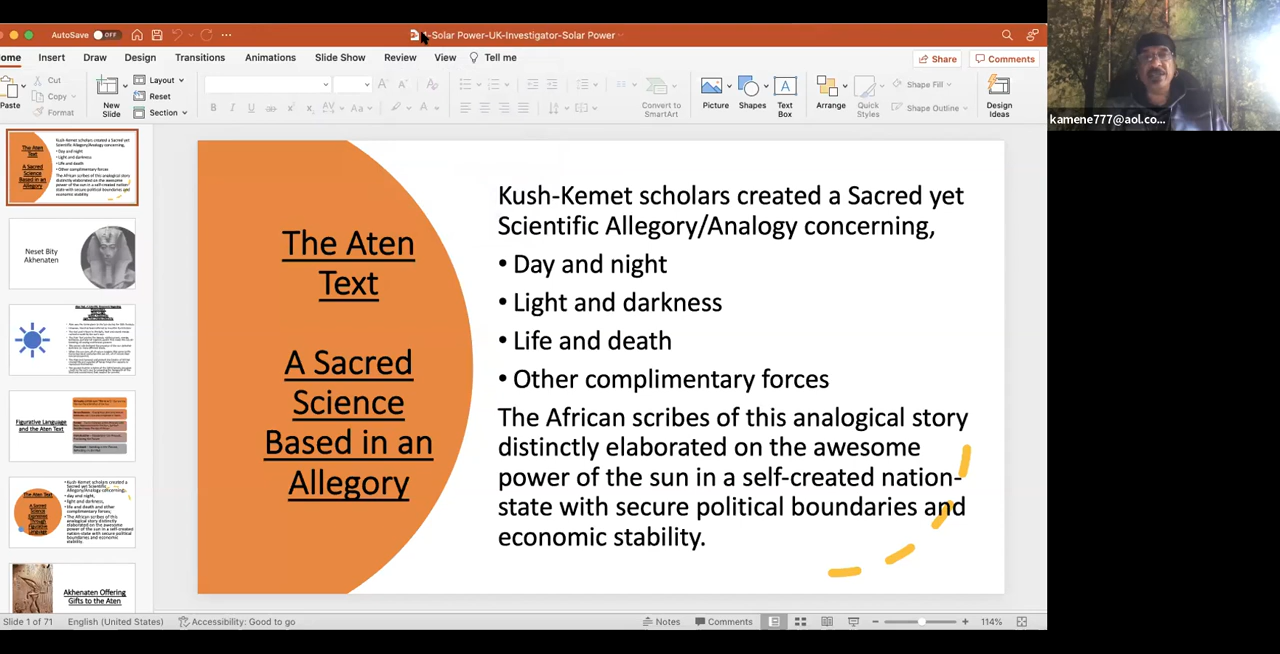 AutoSave OFF
-Solar Power-UK-Investigator-Solar Power
Insert Draw Design Transitions Animations Slide Show Review View Tell me
Share Comments
Paste
Cut
Copy
Format
New Slide
Layout
Reset
Section
Convert to SmartArt
Picture
Shapes
Text Box
Arrange
Quick Styles
Shape Fill
Shape Outline
Design Ideas
kamene777@aol.co...
The Aten
Text
A Sacred
Science
Based in an
Allegory
Kush-Kemet scholars created a Sacred yet
Scientific Allegory/Analogy concerning,
• Day and night
• Light and darkness
• Life and death
• Other complimentary forces
The African scribes of this analogical story
distinctly elaborated on the awesome
power of the sun in a self-created nation-
state with secure political boundaries and
economic stability.
Neset Bity
Akhenaten
Figurative Language
and the Aten Text
Akhenaten Offering
Gifts to the Aten
Slide 1 of 71 English (United States) Accessibility: Good to go Notes Comments 114%